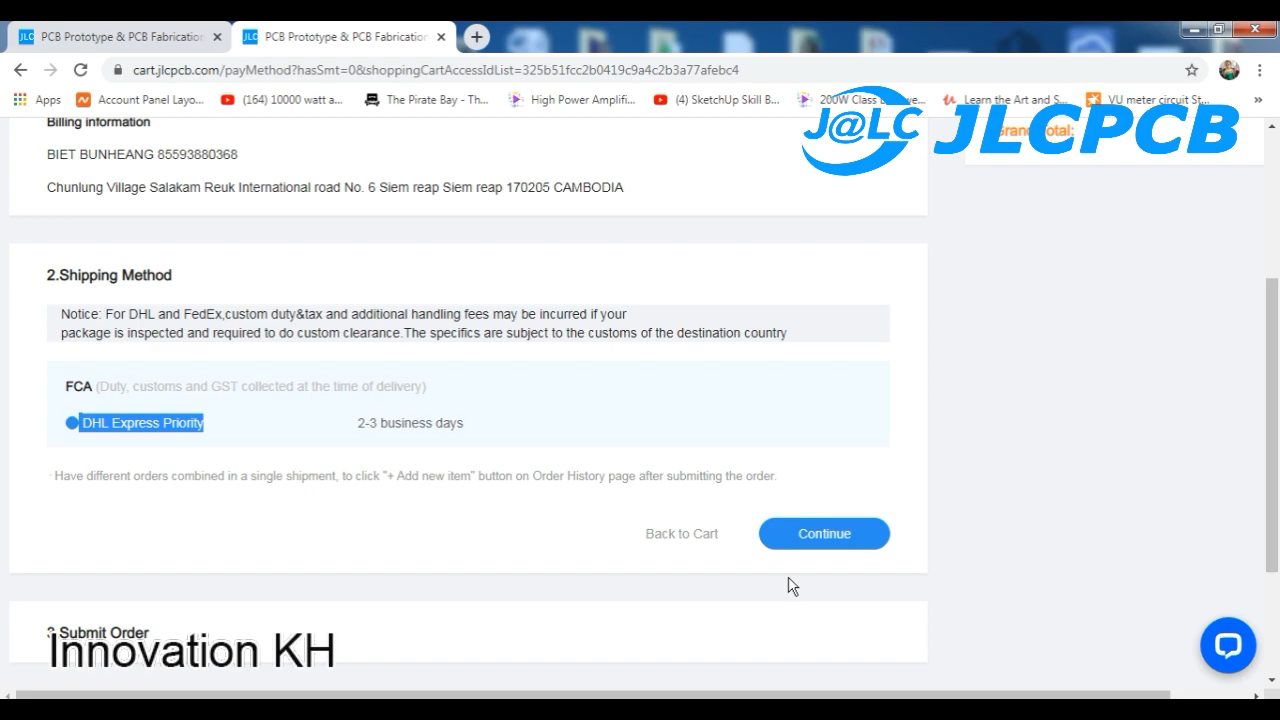 PCB Prototype & PCB Fabricatio
PCB Prototype & PCB Fabricatio
cart.jlcpcb.com/payMethod?hasSmt=0&shoppingCartAccessIdList=325b51fcc2b0419c9a4c2b3a77afebc4
Apps
Account Panel Layo...
(164) 10000 watt a...
The Pirate Bay - Th...
High Power Amplifi...
(4) SketchUp Skill B...
200W Class
Learn the Art and S...
VU meter circuit St...
»
J@LC JLCPCB
Grand Total:
Billing information
BIET BUNHEANG 85593880368
Chunlung Village Salakam Reuk International road No. 6 Siem reap Siem reap 170205 CAMBODIA
2.Shipping Method
Notice: For DHL and FedEx,custom duty&tax and additional handling fees may be incurred if your
package is inspected and required to do custom clearance.The specifics are subject to the customs of the destination country
FCA (Duty, customs and GST collected at the time of delivery)
DHL Express Priority 2-3 business days
· Have different orders combined in a single shipment, to click "+ Add new item" button on Order History page after submitting the order.
Back to Cart Continue
3.Submit Order
Innovation KH